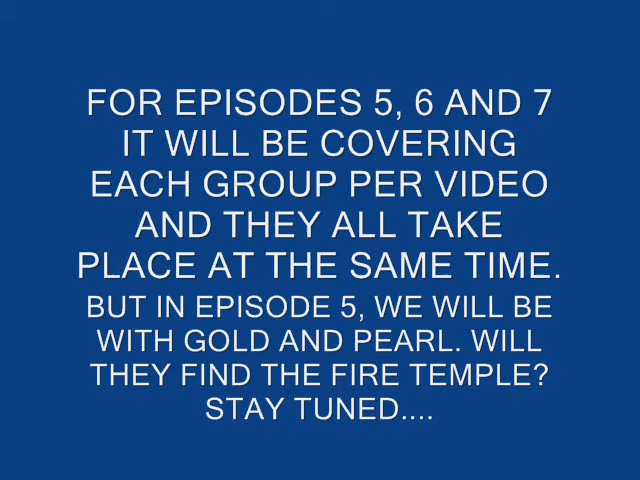 FOR EPISODES 5, 6 AND 7
IT WILL BE COVERING
EACH GROUP PER VIDEO
AND THEY ALL TAKE
PLACE AT THE SAME TIME.
BUT IN EPISODE 5, WE WILL BE
WITH GOLD AND PEARL. WILL
THEY FIND THE FIRE TEMPLE?
STAY TUNED....